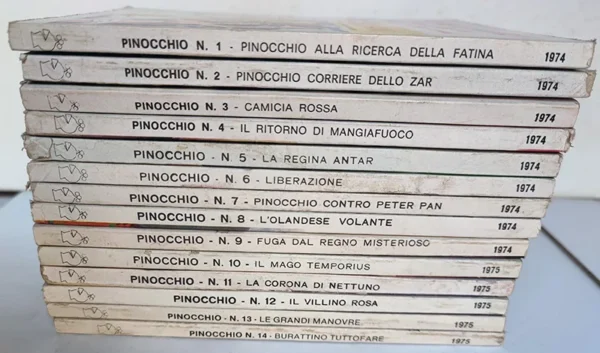 PINOCCHIO N. 1 - PINOCCHIO ALLA RICERCA DELLA FATINA 1974
PINOCCHIO N. 2 - PINOCCHIO CORRIERE DELLO ZAR 1974
PINOCCHIO N. 3 - CAMICIA ROSSA 1974
PINOCCHIO N. 4 - IL RITORNO DI MANGIAFUOCO 1974
PINOCCHIO - N. 5 - LA REGINA ANTAR 1974
PINOCCHIO - N. 6 - LIBERAZIONE 1974
PINOCCHIO - N. 7 - PINOCCHIO CONTRO PETER PAN 1974
PINOCCHIO - N. 8 - L'OLANDESE VOLANTE 1974
PINOCCHIO - N. 9 - FUGA DAL REGNO MISTERIOSO 1974
PINOCCHIO - N. 10 - IL MAGO TEMPORIUS 1975
PINOCCHIO - N. 11 - LA CORONA DI NETTUNO 1975
PINOCCHIO - N. 12 - IL VILLINO ROSA 1975
PINOCCHIO - N. 13 - LE GRANDI MANOVRE 1975
PINOCCHIO N. 14 - BURATTINO TUTTOFARE 1975